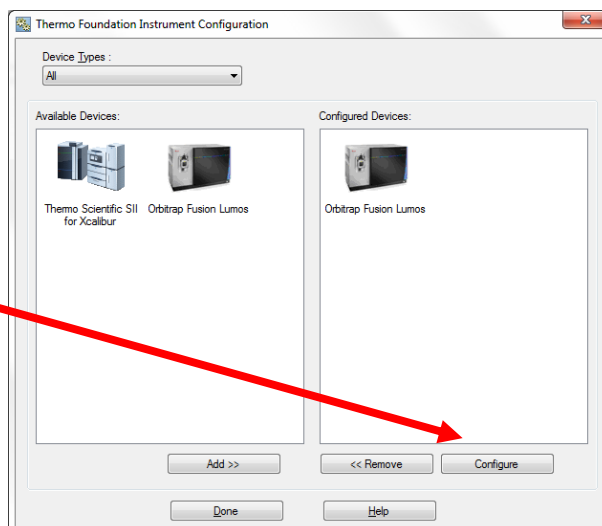 Thermo Foundation Instrument Configuration
Device Types :
All
Available Devices:
Configured Devices:
Thermo Scientific SII
for Xcalibur
Orbitrap Fusion Lumos
Orbitrap Fusion Lumos
Add >>
<< Remove
Configure
Done
Help